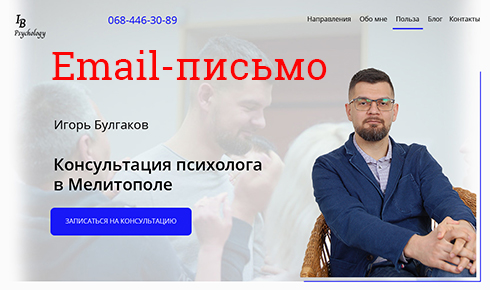 IB
Psychology
068-446-30-89
Направления Обо мне Польза Блог Контакты
Email-письмо
Игорь Булгаков
Консультация психолога
в Мелитополе
ЗАПИСАТЬСЯ НА КОНСУЛЬТАЦИЮ